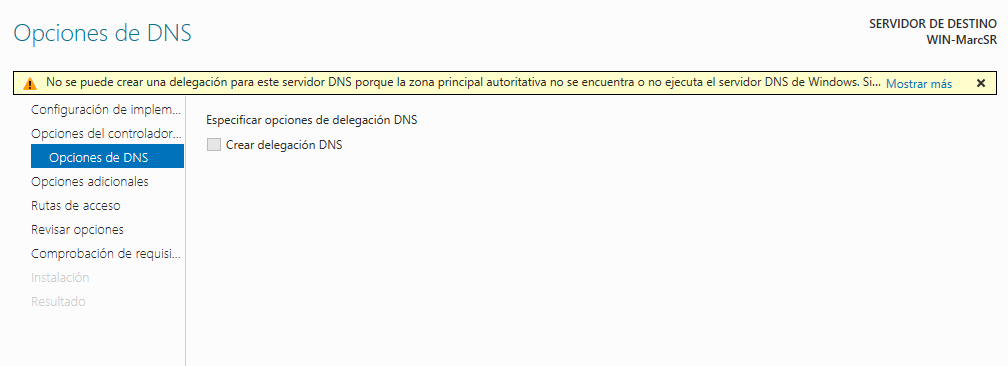 Opciones de DNS
SERVIDOR DE DESTINO
WIN-MarcSR
No se puede crear una delegación para este servidor DNS porque la zona principal autoritativa no se encuentra o no ejecuta el servidor DNS de Windows. Si... Mostrar más
Configuración de implem...
Opciones del controlador...
Opciones de DNS
Opciones adicionales
Rutas de acceso
Revisar opciones
Comprobación de requisi...
Instalación
Resultado
Especificar opciones de delegación DNS
Crear delegación DNS